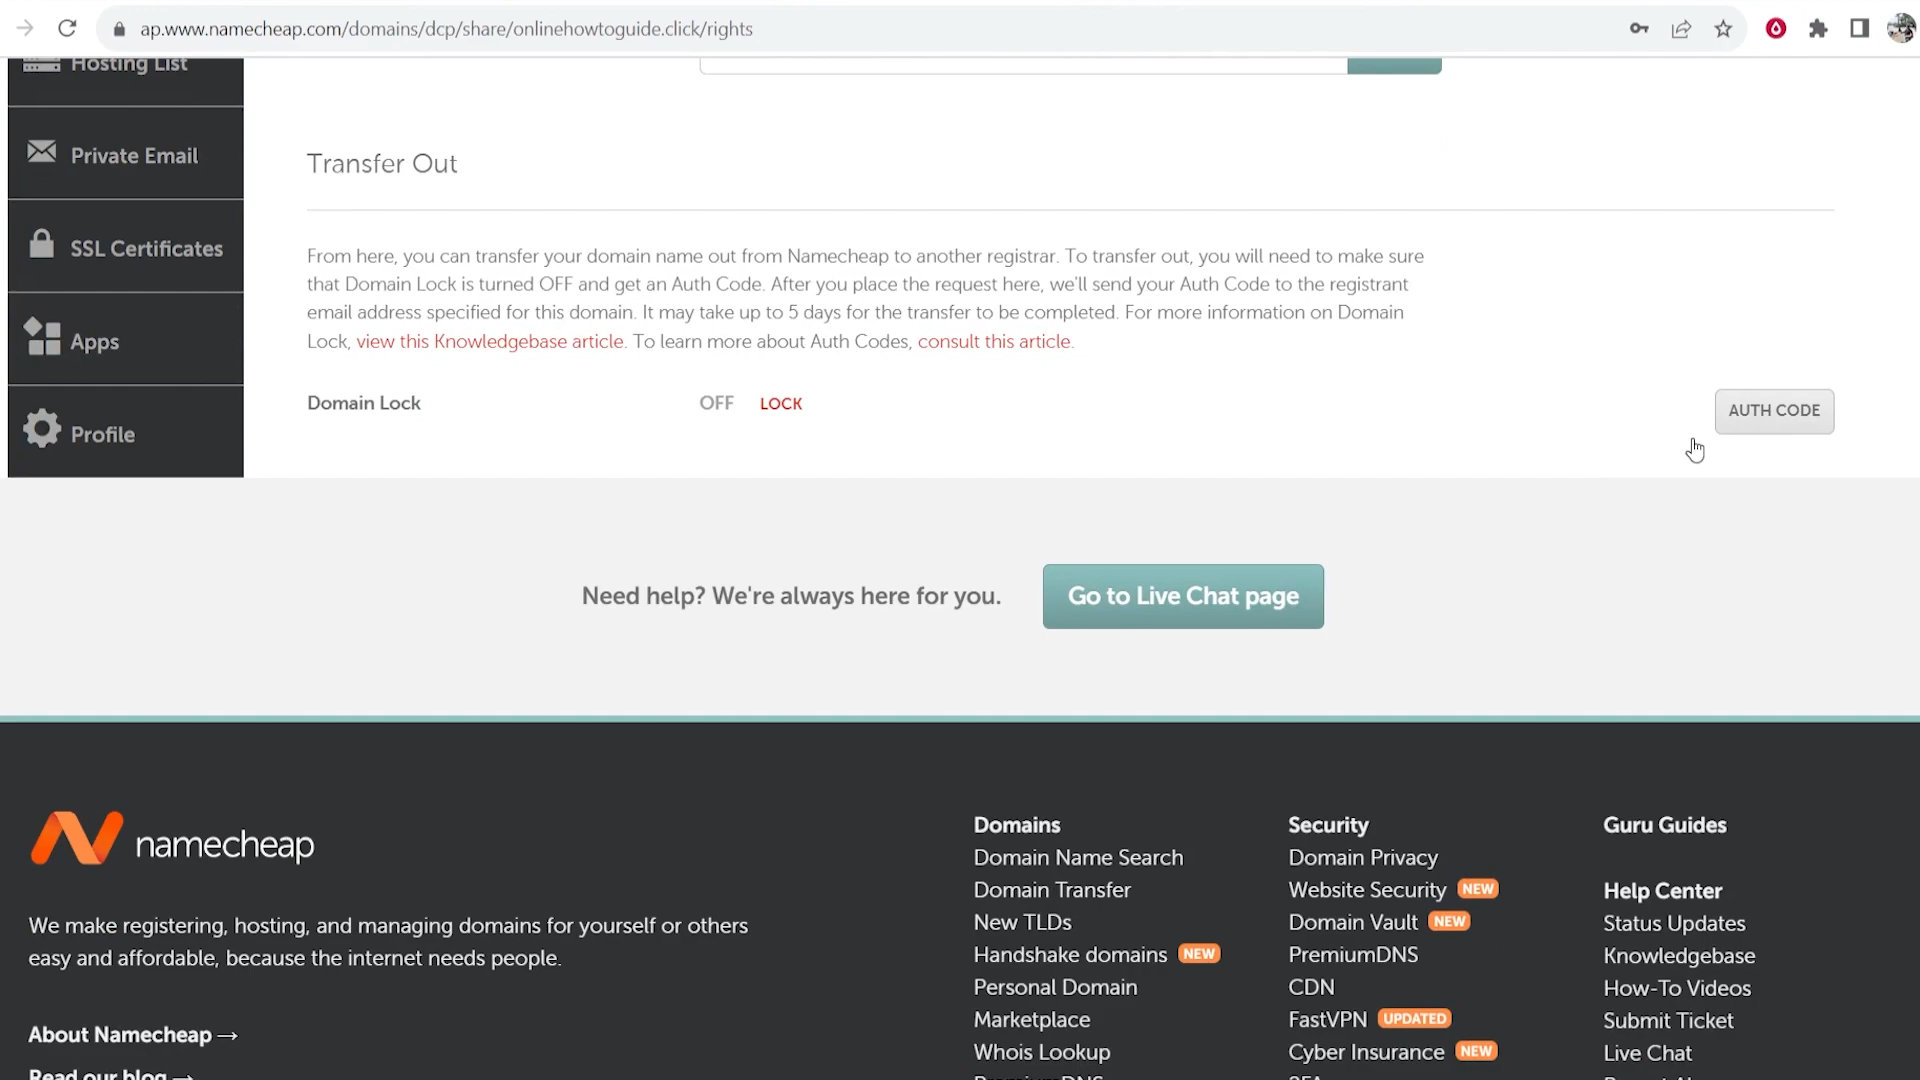 ap.www.namecheap.com/domains/dcp/share/onlinehowtoguide.click/rights
Hosting List
Private Email
SSL Certificates
Apps
Profile
Transfer Out
From here, you can transfer your domain name out from Namecheap to another registrar. To transfer out, you will need to make sure
that Domain Lock is turned OFF and get an Auth Code. After you place the request here, we'll send your Auth Code to the registrant
email address specified for this domain. It may take up to 5 days for the transfer to be completed. For more information on Domain
Lock, view this Knowledgebase article. To learn more about Auth Codes, consult this article.
Domain Lock OFF LOCK AUTH CODE
Need help? We're always here for you. Go to Live Chat page
namecheap
We make registering, hosting, and managing domains for yourself or others
easy and affordable, because the internet needs people.
About Namecheap →
Read our blog →
Domains
Domain Name Search
Domain Transfer
New TLDs
Handshake domains NEW
Personal Domain
Marketplace
Whois Lookup
PremiumDNS
Security
Domain Privacy
Website Security NEW
Domain Vault NEW
PremiumDNS
CDN
FastVPN UPDATED
Cyber Insurance NEW
2FA
Guru Guides
Help Center
Status Updates
Knowledgebase
How-To Videos
Submit Ticket
Live Chat